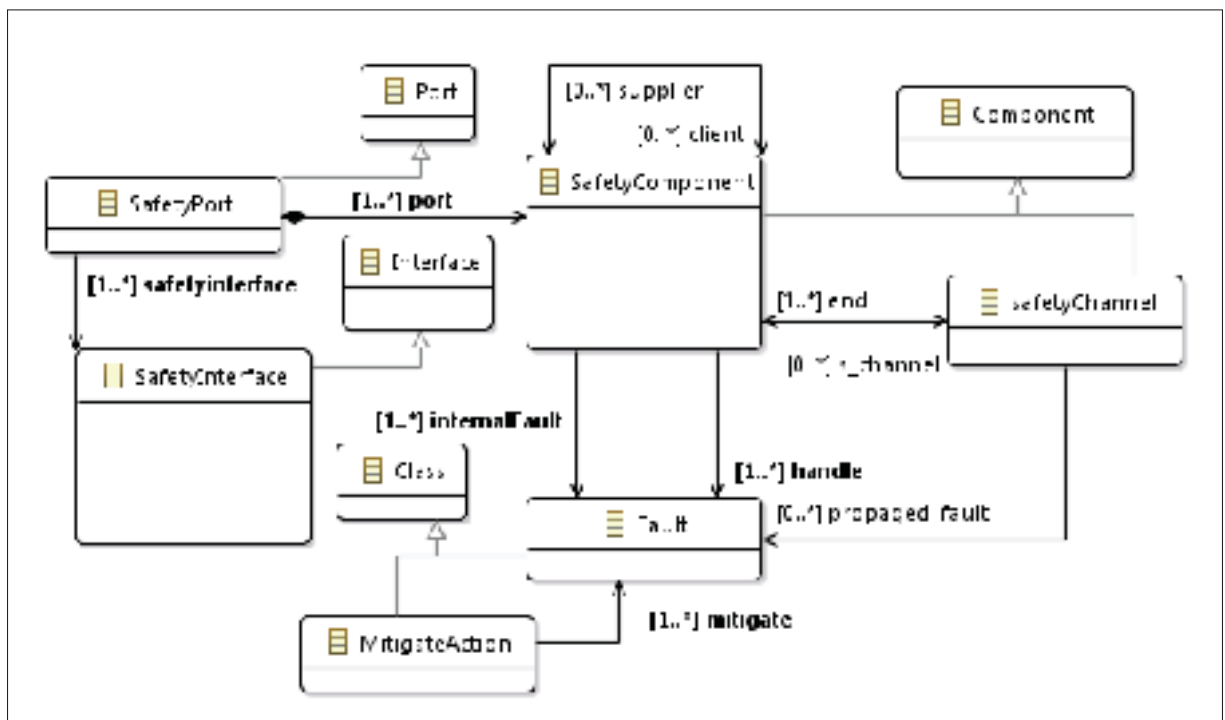 Port
[0..*] supplier
Component
[0..*] client
SafetyComponent
SafetyPort
[1..*] port
Interface
[1..*] safetyinterface
[1..*] end
safetyChannel
SafetyInterface
[0..*] s_channel
[1..*] internalFault
Class
[1..*] handle
[0..*] propaged_fault
Fault
[1..*] mitigate
MitigateAction